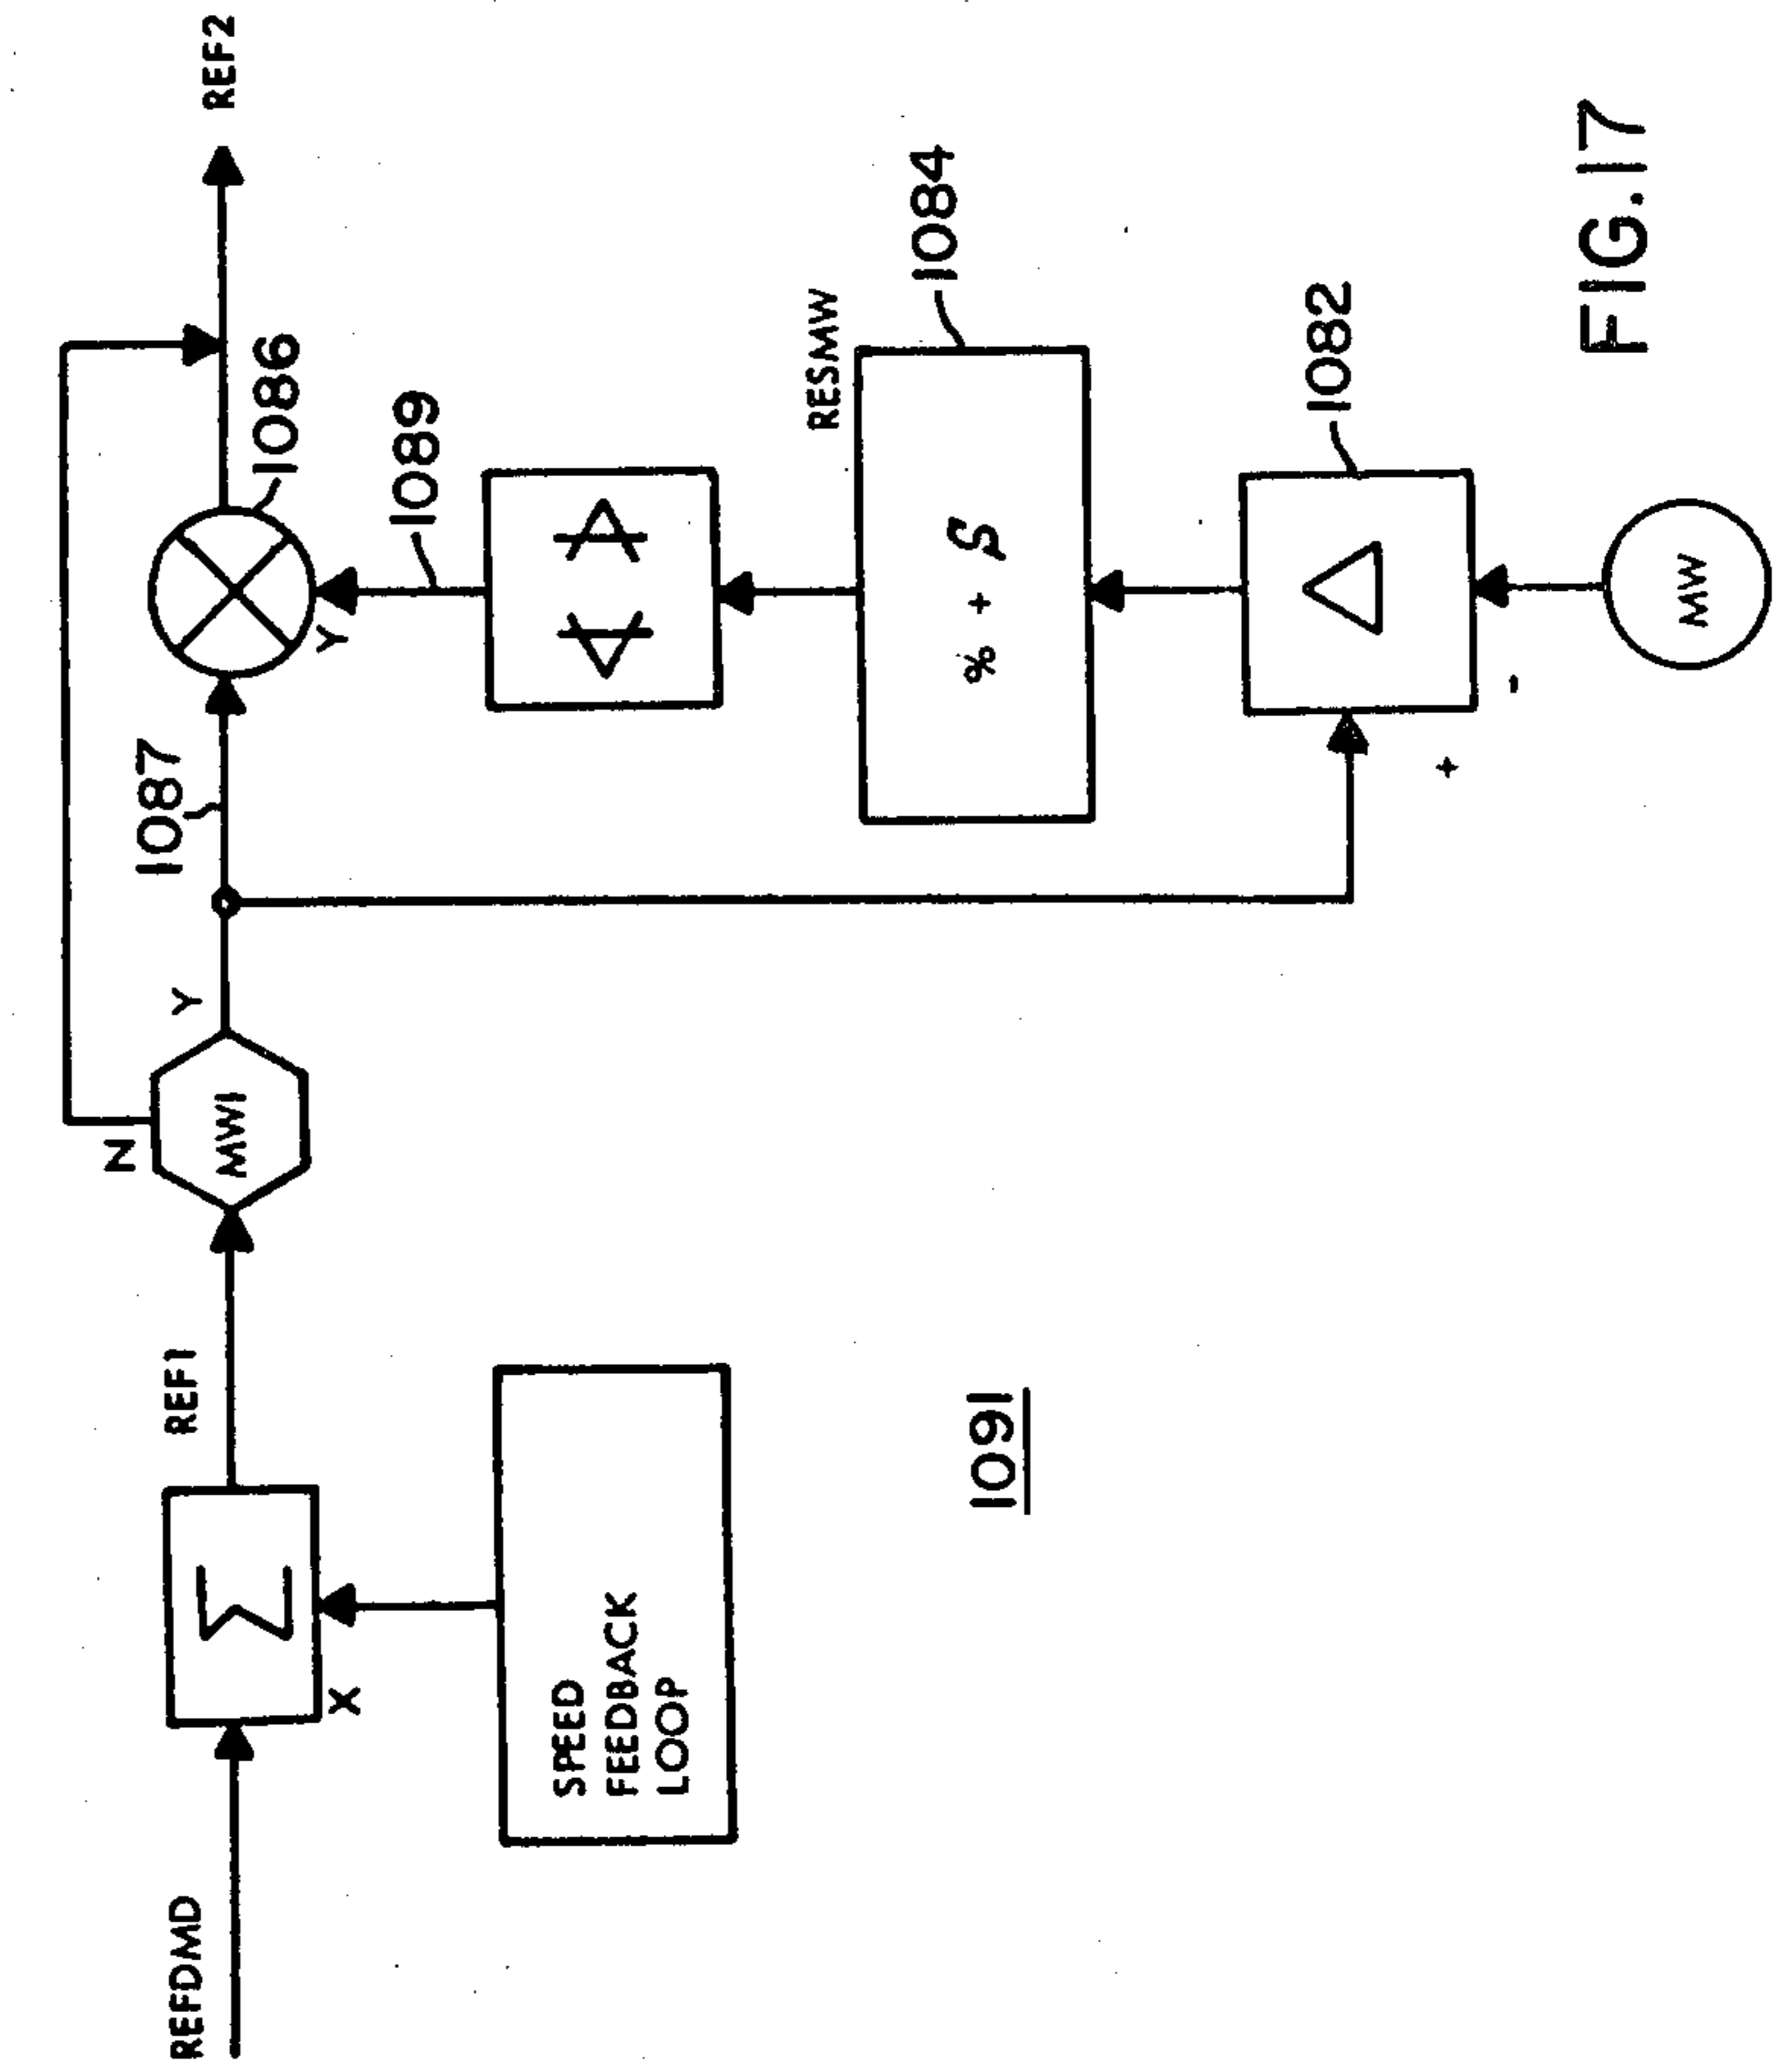 REFDMD
Σ
X
REF1
SPEED
FEEDBACK
LOOP
MWI
N
Y
1087
1086
REF2
Y
1089
RESMW
% + ∫
1084
Δ
1082
+
-
MW
1091
FIG. 17